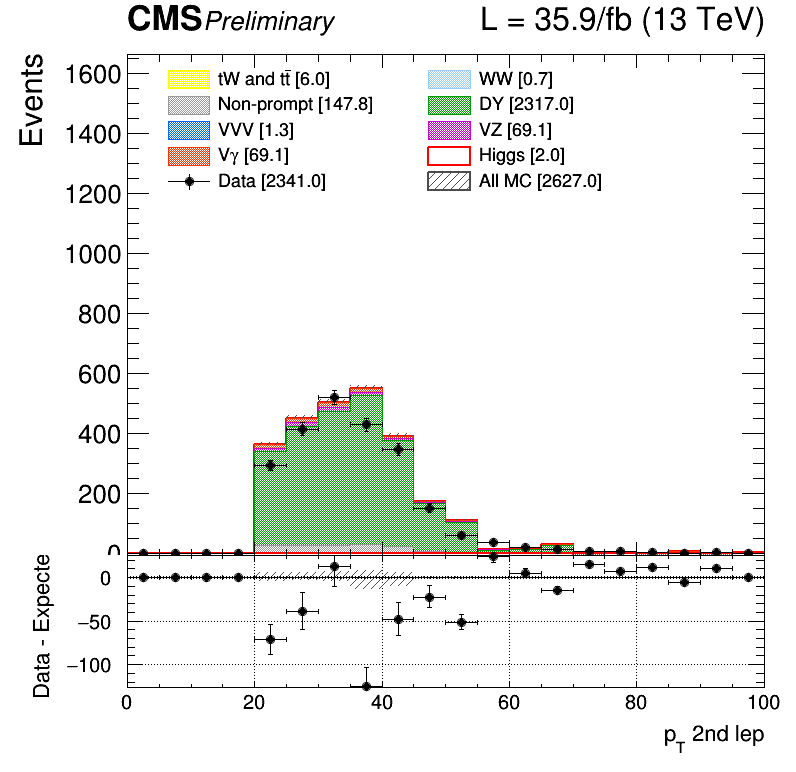 CMS Preliminary L = 35.9/fb (13 TeV)
Events
1600
1400
1200
1000
800
600
400
200
0
tW and tt̄ [6.0]
Non-prompt [147.8]
VVV [1.3]
Vγ [69.1]
Data [2341.0]
WW [0.7]
DY [2317.0]
VZ [69.1]
Higgs [2.0]
All MC [2627.0]
Data - Expecte
0
−50
−100
0 20 40 60 80 100
pT 2nd lep